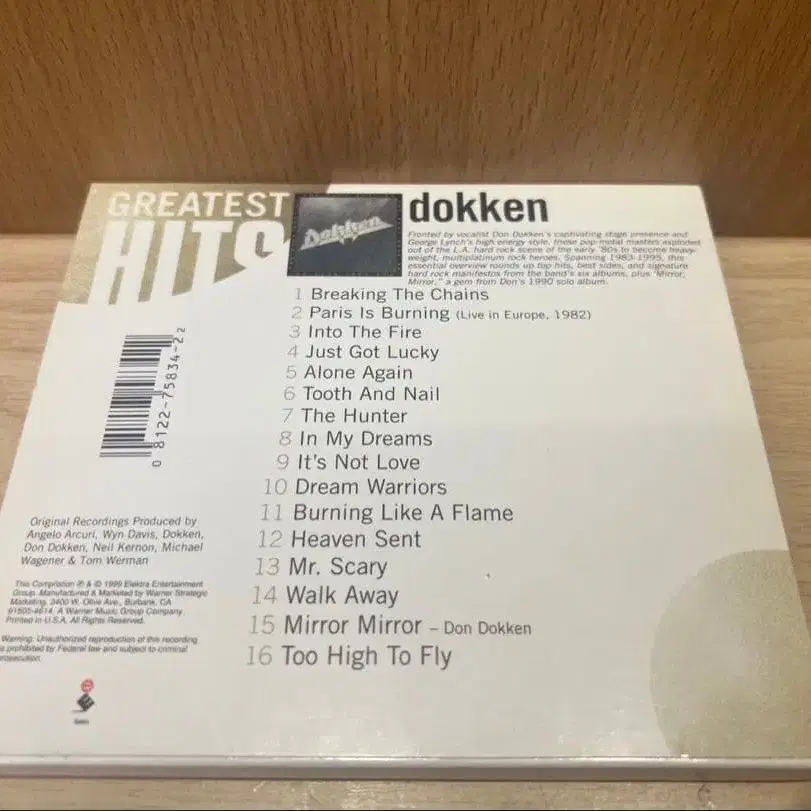 GREATEST
HITS
Dokken
dokken
Fronted by vocalist Don Dokken's captivating stage presence and
George Lynch's high energy style, these pop-metal masters exploded
out of the L.A. hard rock scene of the early '80s to become heavy-
weight, multiplatinum rock heroes. Spanning 1983-1995, this
essential overview rounds up top hits, best sides, and signature
hard rock manifestos from the band's six albums, plus "Mirror,
Mirror," a gem from Don's 1990 solo album.
1 Breaking The Chains
2 Paris Is Burning (Live in Europe, 1982)
3 Into The Fire
4 Just Got Lucky
5 Alone Again
6 Tooth And Nail
7 The Hunter
8 In My Dreams
9 It's Not Love
10 Dream Warriors
11 Burning Like A Flame
12 Heaven Sent
13 Mr. Scary
14 Walk Away
15 Mirror Mirror – Don Dokken
16 Too High To Fly
0 8122-75834-2 2
Original Recordings Produced by
Angelo Arcuri, Wyn Davis, Dokken,
Don Dokken, Neil Kernon, Michael
Wagener & Tom Werman
This Compilation ℗ & © 1999 Elektra Entertainment
Group. Manufactured & Marketed by Warner Strategic
Marketing, 3400 W. Olive Ave., Burbank, CA
91505-4614. A Warner Music Group Company.
Printed in U.S.A. All Rights Reserved.
Warning: Unauthorized reproduction of this recording
is prohibited by Federal law and subject to criminal
prosecution.